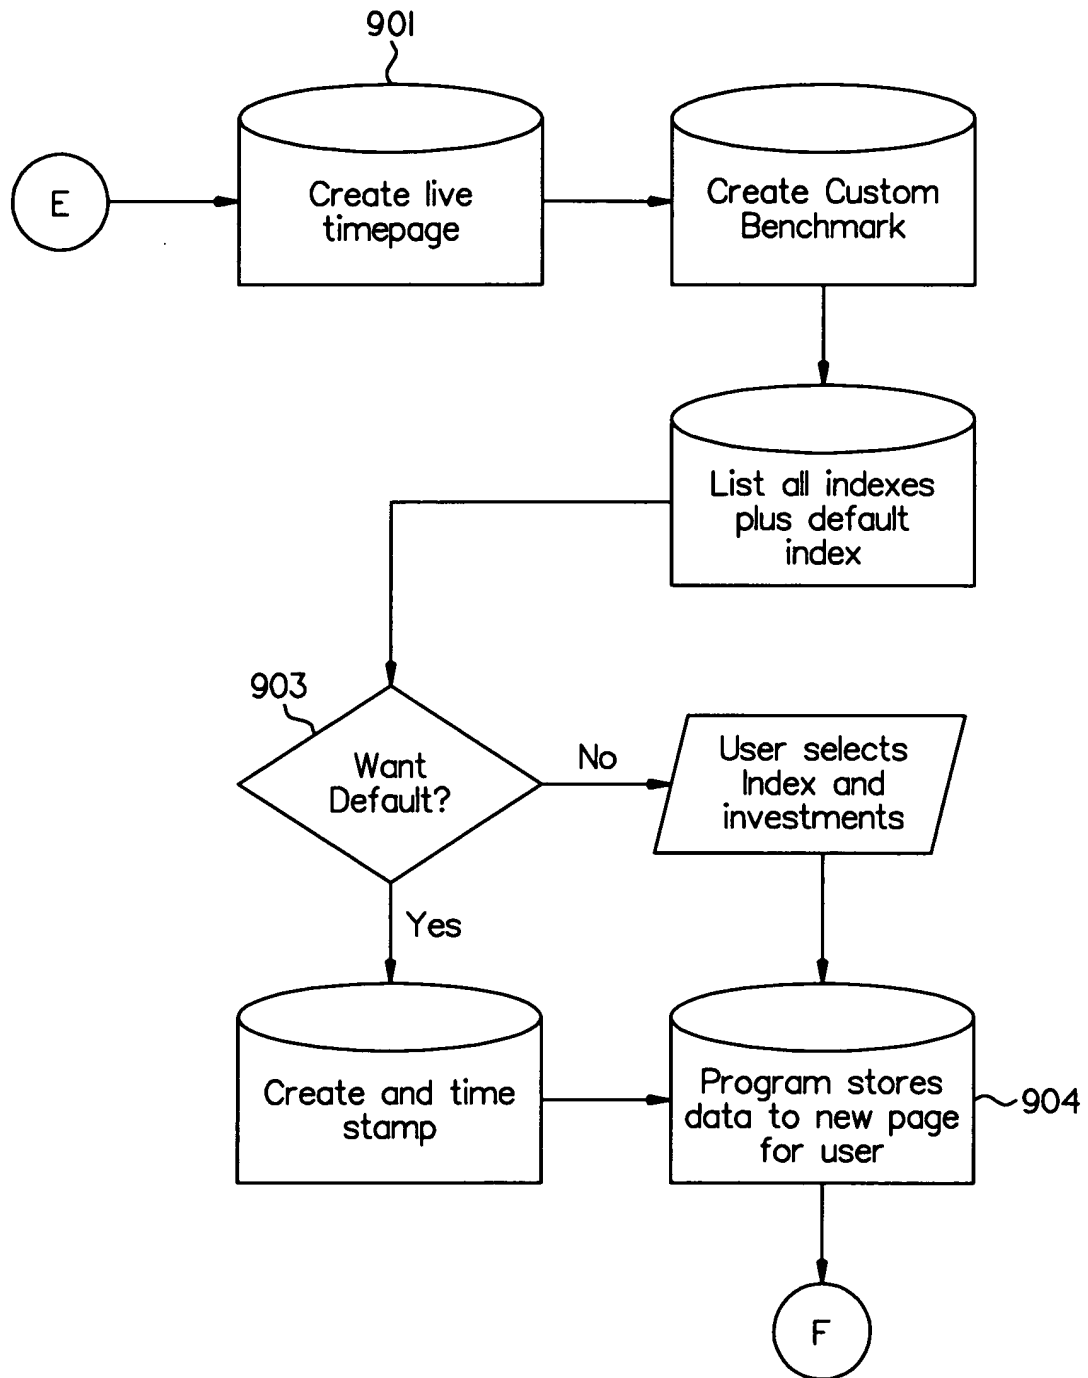 901
E
Create live
timepage
Create Custom
Benchmark
List all indexes
plus default
index
903
Want
Default?
No
User selects
Index and
investments
Yes
Create and time
stamp
Program stores
data to new page
for user
904
F